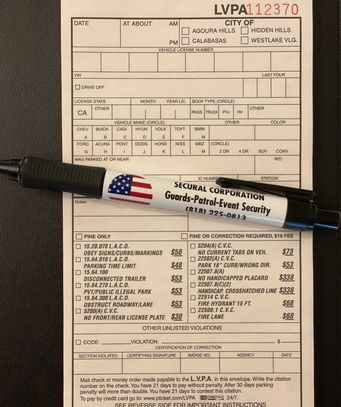 LVPA112370
DATE AT ABOUT AM CITY OF
AGOURA HILLS HIDDEN HILLS
PM CALABASAS WESTLAKE VLG.
VEHICLE LICENSE NUMBER
VIN LAST FOUR
DRIVE OFF
LICENSE STATE MONTH YEAR LIC. BODY TYPE (CIRCLE)
CA OTHER PASS TRUCK P/U RV OTHER
VEHICLE MAKE (CIRCLE) OTHER COLOR
CHEV BUICK CADI HYUN VOLK TOYT BMW
A B C D E F M
FORD ACURA PONT DODG HOND NISS MBZ (CIRCLE)
G H I J K L M 2 DR 4 DR SUV CONV
WAS PARKED AT OR NEAR R/D
ID NUMBER STATION
SECURAL CORPORATION
Guards-Patrol-Event Security
(818) 225-0813
Notes:
FINE ONLY
15.20.070 L.A.C.O.
OBEY SIGNS/CURBS/MARKINGS $58
15.64.010 L.A.C.O.
PARKING TIME LIMIT $48
15.64.100
DISCONNECTED TRAILER $53
15.64.270 L.A.C.O.
PVT/PUBLIC ILLEGAL PARK $53
15.64.300 L.A.C.O.
OBSTRUCT ROADWAY/LANE $53
5200(A) C.V.C.
NO FRONT/REAR LICENSE PLATE $30
FINE OR CORRECTION REQUIRED, $10 FEE
5204(A) C.V.C.
NO CURRENT TABS ON VEH. $73
22502(A) C.V.C.
PARK 18" CURB/WRONG DIR. $53
22507.8(A)
NO HANDICAPPED PLACARD $338
22507.8(C)(2)
HANDICAP CROSSHATCHED LINE $338
22514 C.V.C.
FIRE HYDRANT 15 FT. $68
22500.1 C.V.C.
FIRE LANE $68
OTHER UNLISTED VIOLATIONS
CODE: VIOLATION: $
CERTIFICATE OF CORRECTION
SECTION VIOLATED CERTIFYING SIGNATURE BADGE NO. AGENCY DATE
Mail check or money order made payable to the L.V.P.A. in this envelope. Write the citation
number on the check. You have 21 days to pay without penalty. After 30 days parking
penalty will more than double. You have 21 days to contest this citation.
To pay by credit card go to: www.pticket.com/LVPA 24/7.
SEE REVERSE SIDE FOR IMPORTANT INSTRUCTIONS